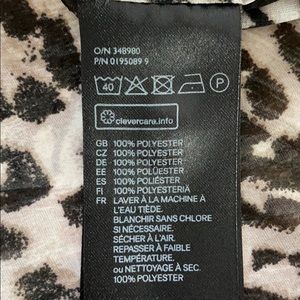 O/N 348980
P/N 0195089 9
40 P
clevercare.info
GB 100% POLYESTER
CZ 100% POLYESTER
DE 100% POLYESTER
EE 100% POLÜESTER
ES 100% POLIÉSTER
FI 100% POLYESTERIÄ
FR LAVER À LA MACHINE À
L'EAU TIÈDE.
BLANCHIR SANS CHLORE
SI NÉCESSAIRE.
SÉCHER À L'AIR.
REPASSER À FAIBLE
TEMPÉRATURE.
ou NETTOYAGE À SEC.
100% POLYESTER